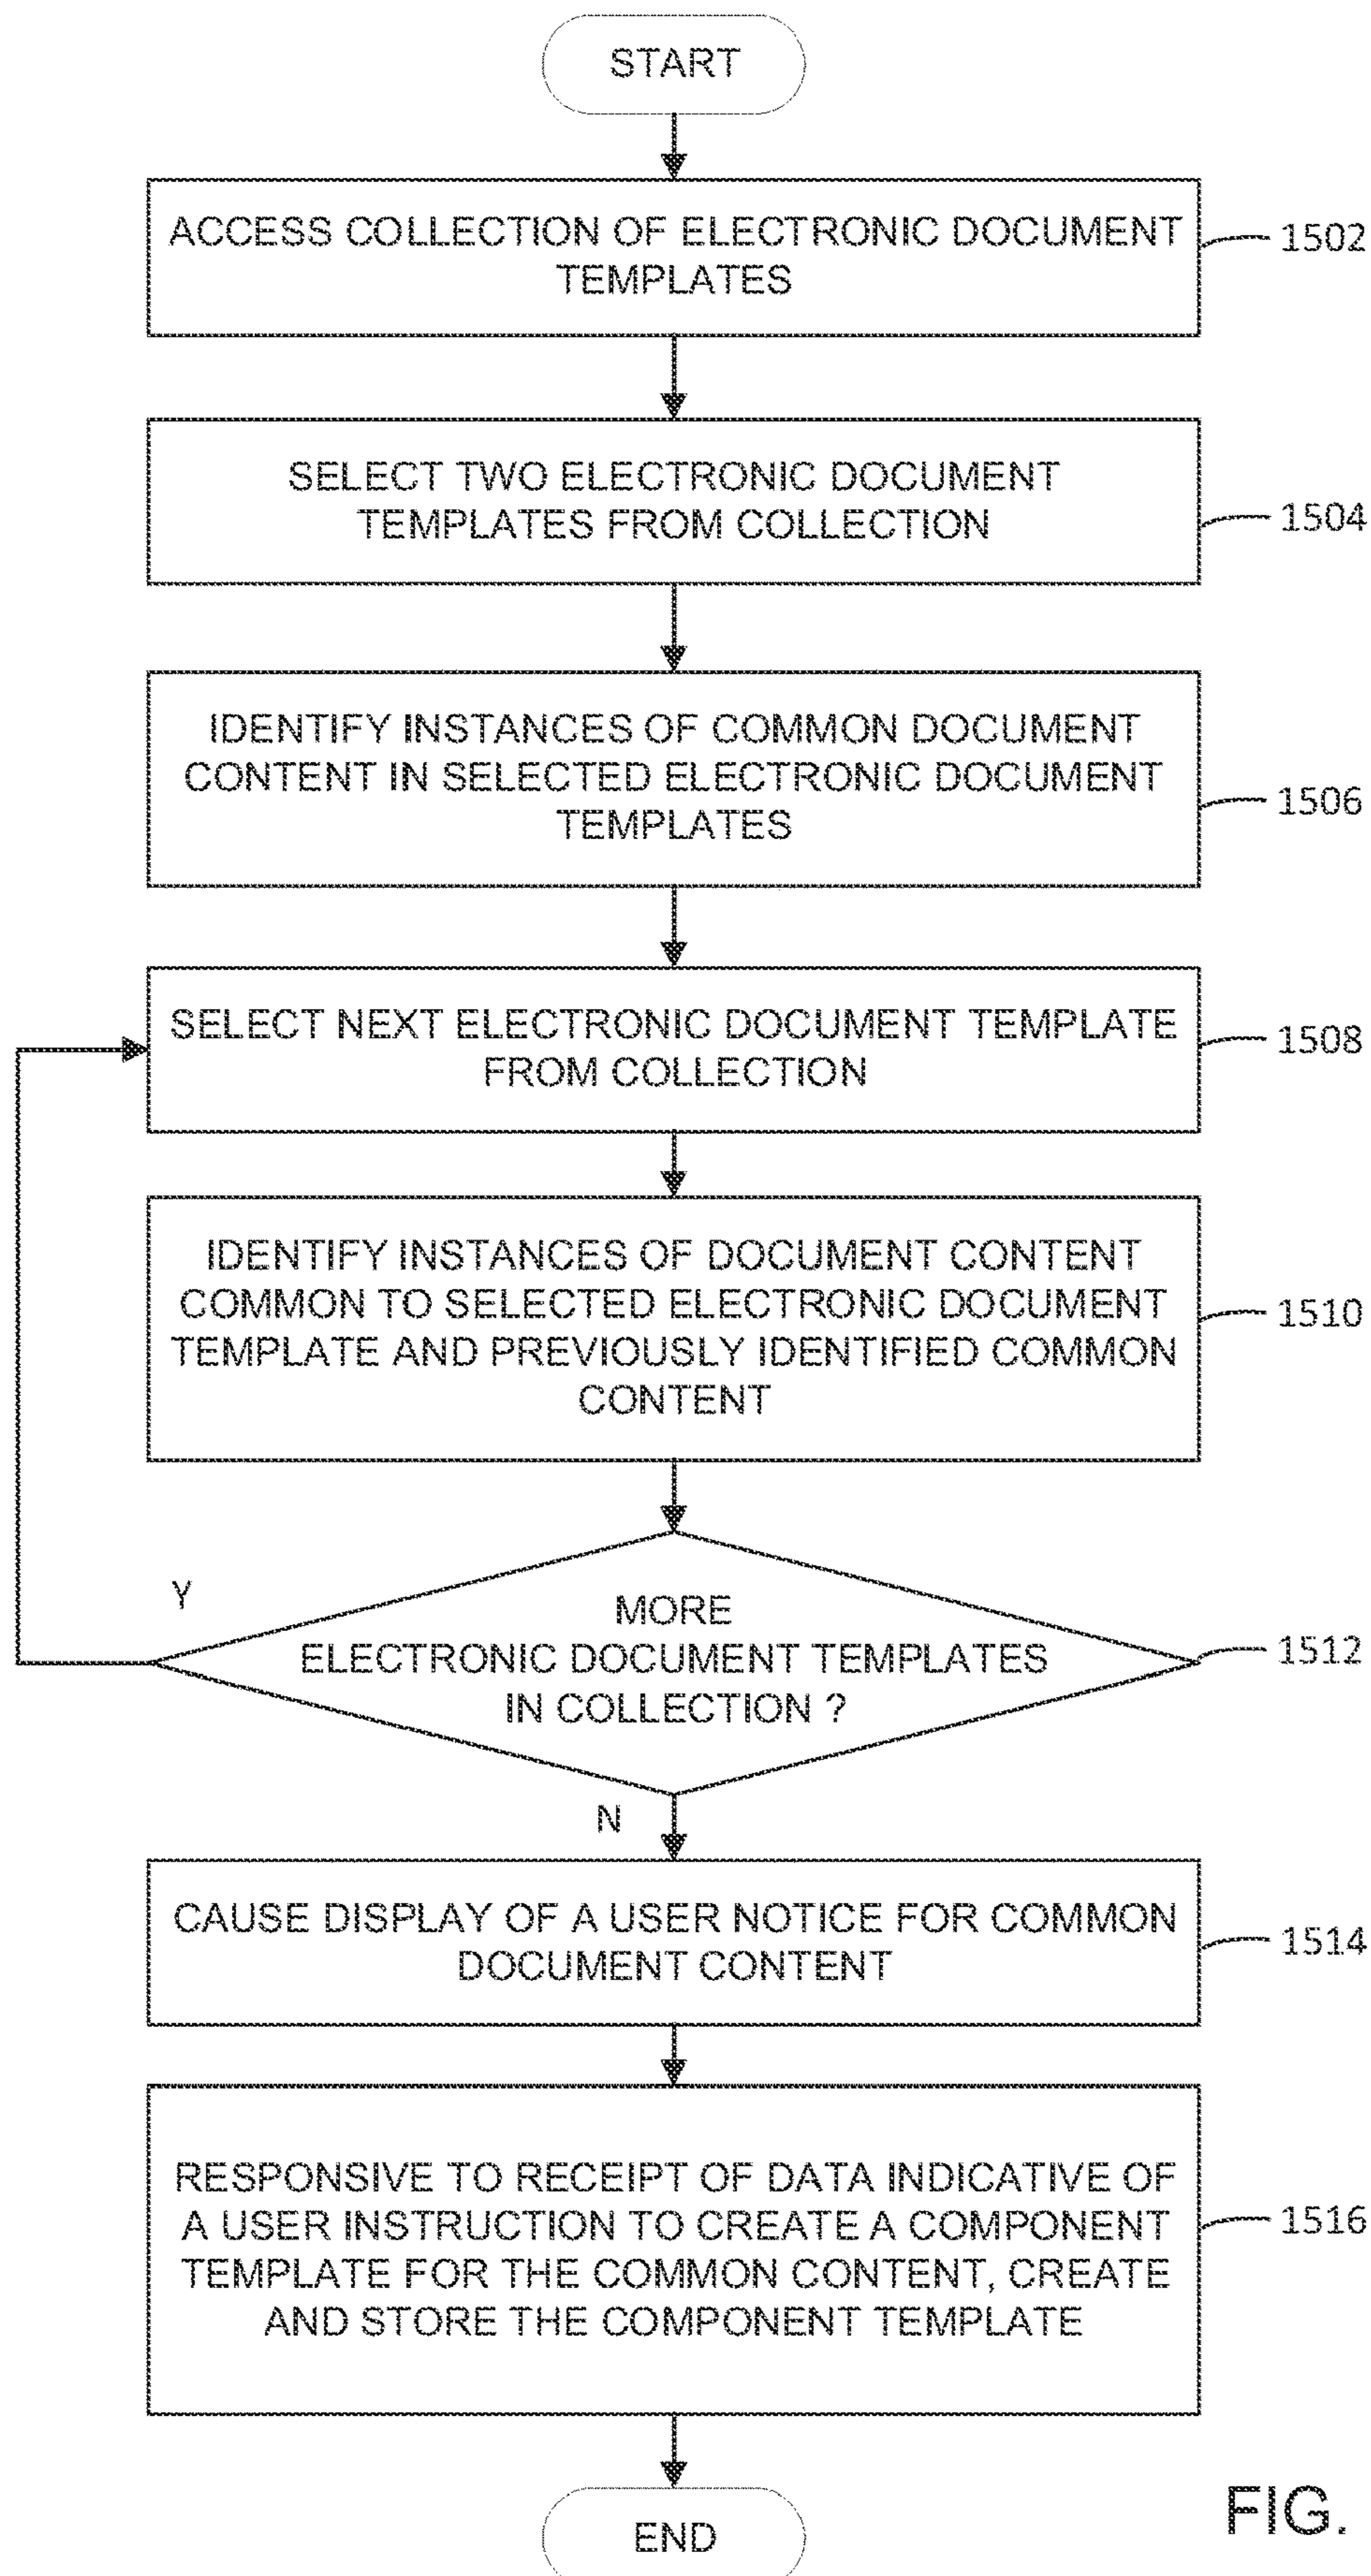 START
ACCESS COLLECTION OF ELECTRONIC DOCUMENT
TEMPLATES
1502
SELECT TWO ELECTRONIC DOCUMENT
TEMPLATES FROM COLLECTION
1504
IDENTIFY INSTANCES OF COMMON DOCUMENT
CONTENT IN SELECTED ELECTRONIC DOCUMENT
TEMPLATES
1506
SELECT NEXT ELECTRONIC DOCUMENT TEMPLATE
FROM COLLECTION
1508
IDENTIFY INSTANCES OF DOCUMENT CONTENT
COMMON TO SELECTED ELECTRONIC DOCUMENT
TEMPLATE AND PREVIOUSLY IDENTIFIED COMMON
CONTENT
1510
Y
MORE
ELECTRONIC DOCUMENT TEMPLATES
IN COLLECTION ?
1512
N
CAUSE DISPLAY OF A USER NOTICE FOR COMMON
DOCUMENT CONTENT
1514
RESPONSIVE TO RECEIPT OF DATA INDICATIVE OF
A USER INSTRUCTION TO CREATE A COMPONENT
TEMPLATE FOR THE COMMON CONTENT, CREATE
AND STORE THE COMPONENT TEMPLATE
1516
END
FIG.